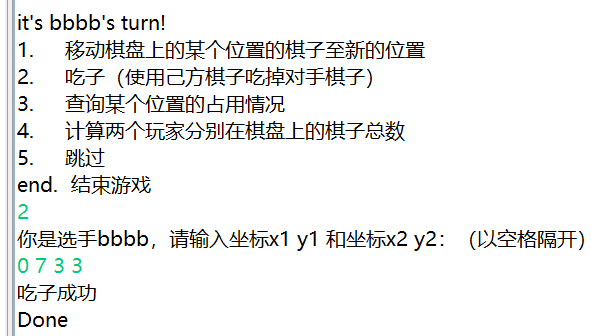 it's bbbb's turn!
1. 移动棋盘上的某个位置的棋子至新的位置
2. 吃子（使用己方棋子吃掉对手棋子）
3. 查询某个位置的占用情况
4. 计算两个玩家分别在棋盘上的棋子总数
5. 跳过
end. 结束游戏
2
你是选手bbbb，请输入坐标x1 y1 和坐标x2 y2：（以空格隔开）
0 7 3 3
吃子成功
Done